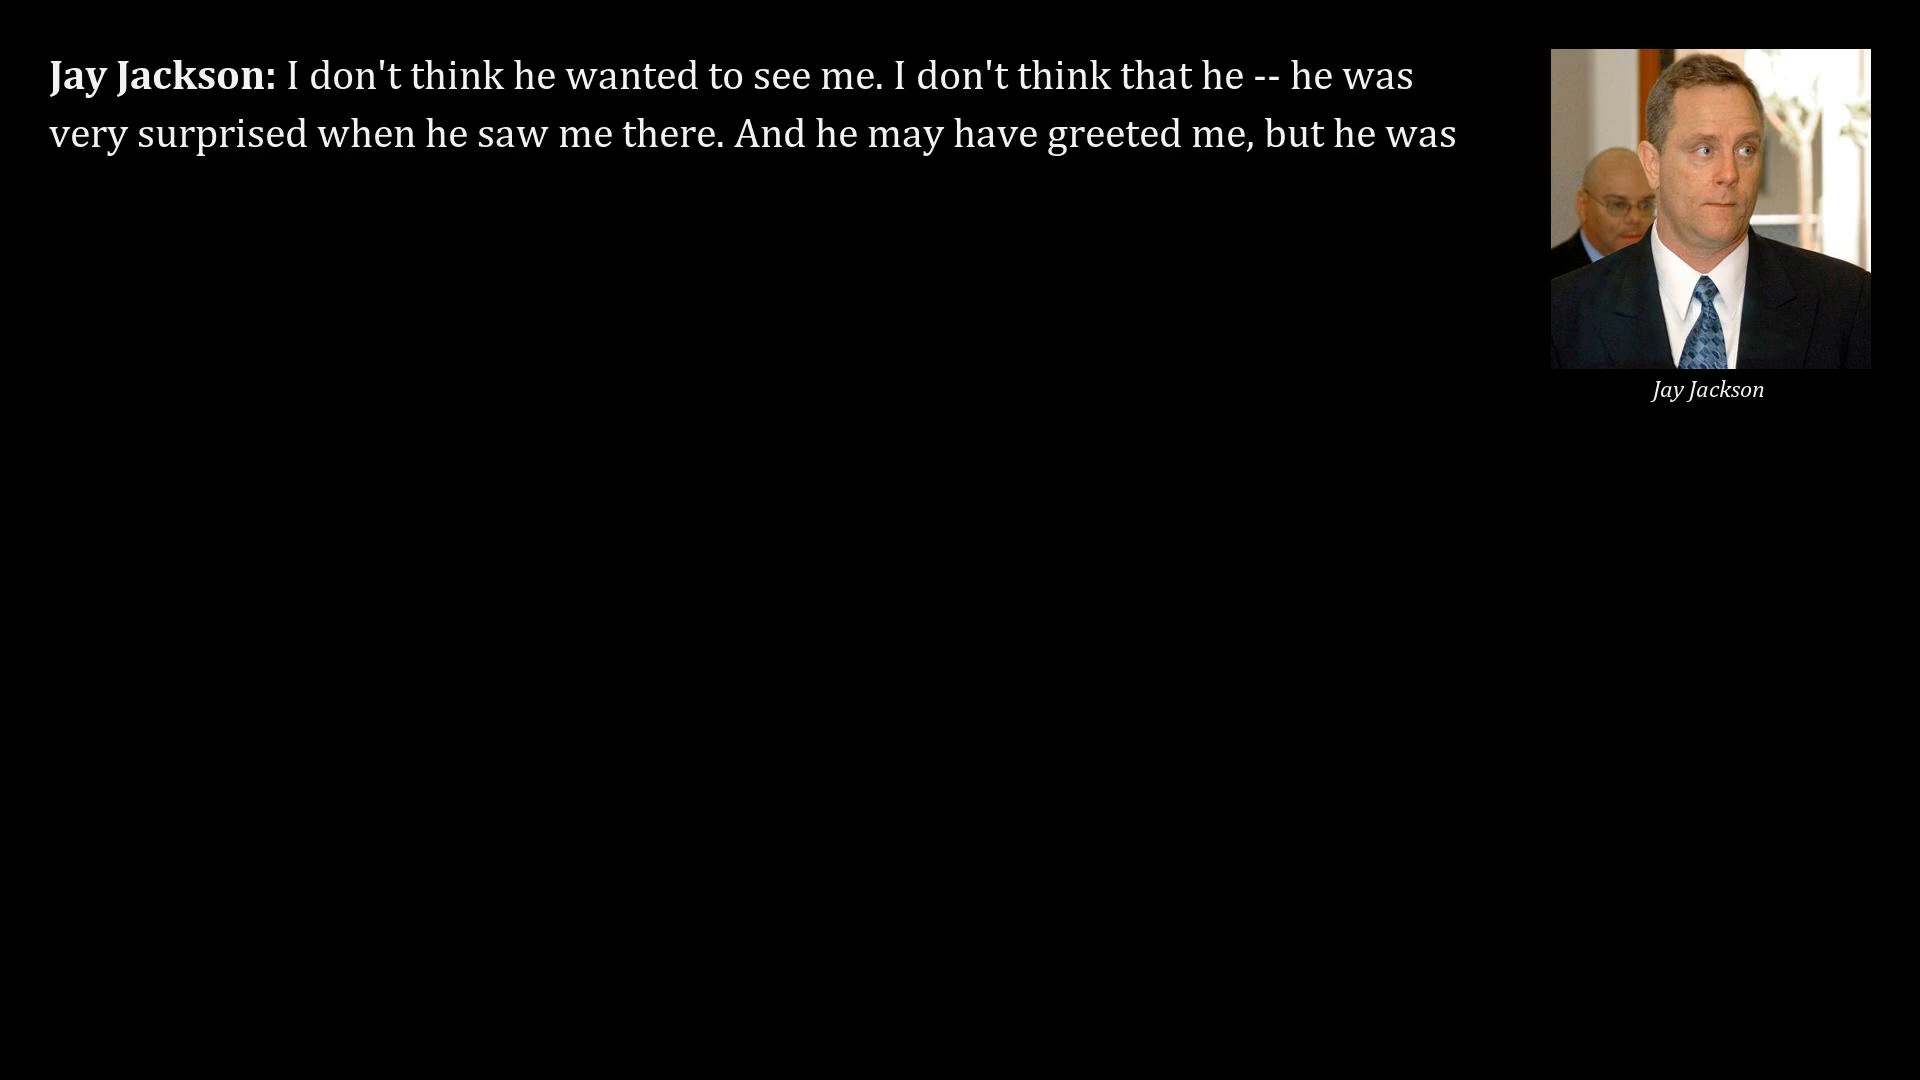 Jay Jackson: I don't think he wanted to see me. I don't think that he -- he was
very surprised when he saw me there. And he may have greeted me, but he was
Jay Jackson